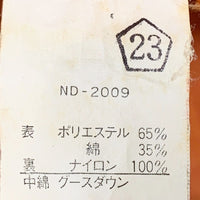 23
ND-2009
表 ポリエステル 65%
綿 35%
裏 ナイロン 100%
中綿 グースダウン